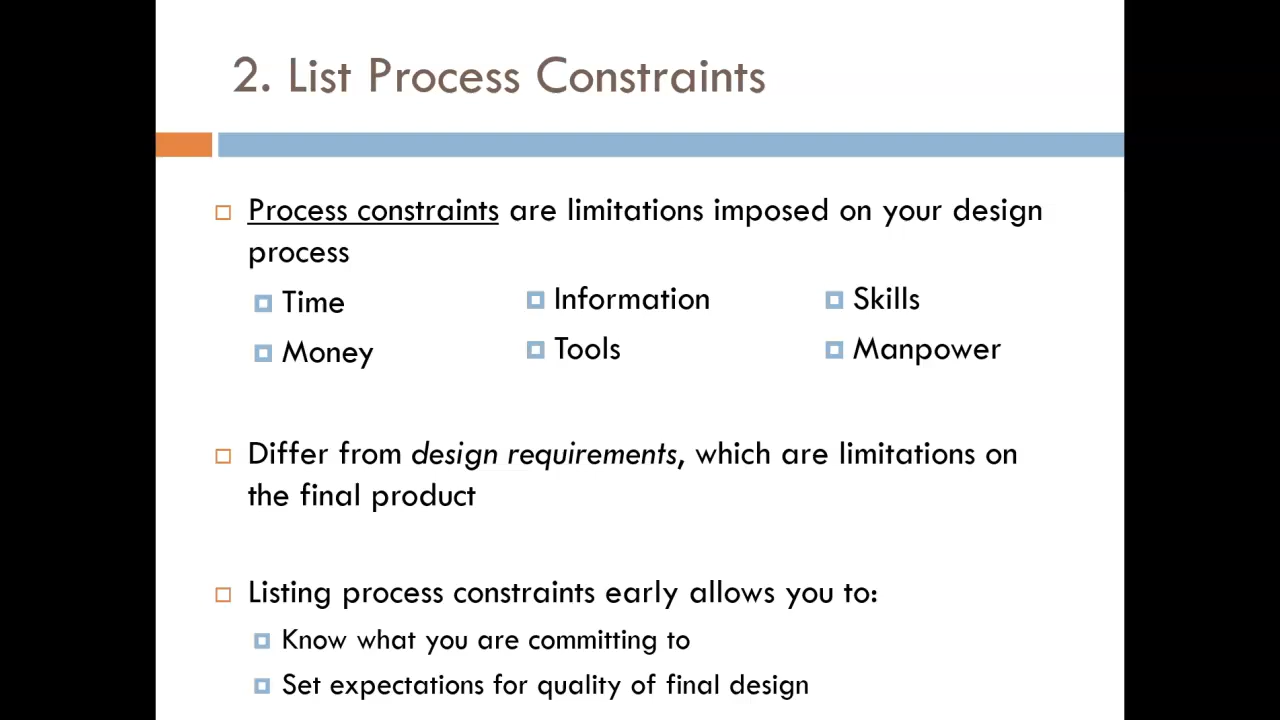 2. List Process Constraints
Process constraints are limitations imposed on your design
process
Time
Information
Skills
Money
Tools
Manpower
Differ from design requirements, which are limitations on
the final product
Listing process constraints early allows you to:
Know what you are committing to
Set expectations for quality of final design